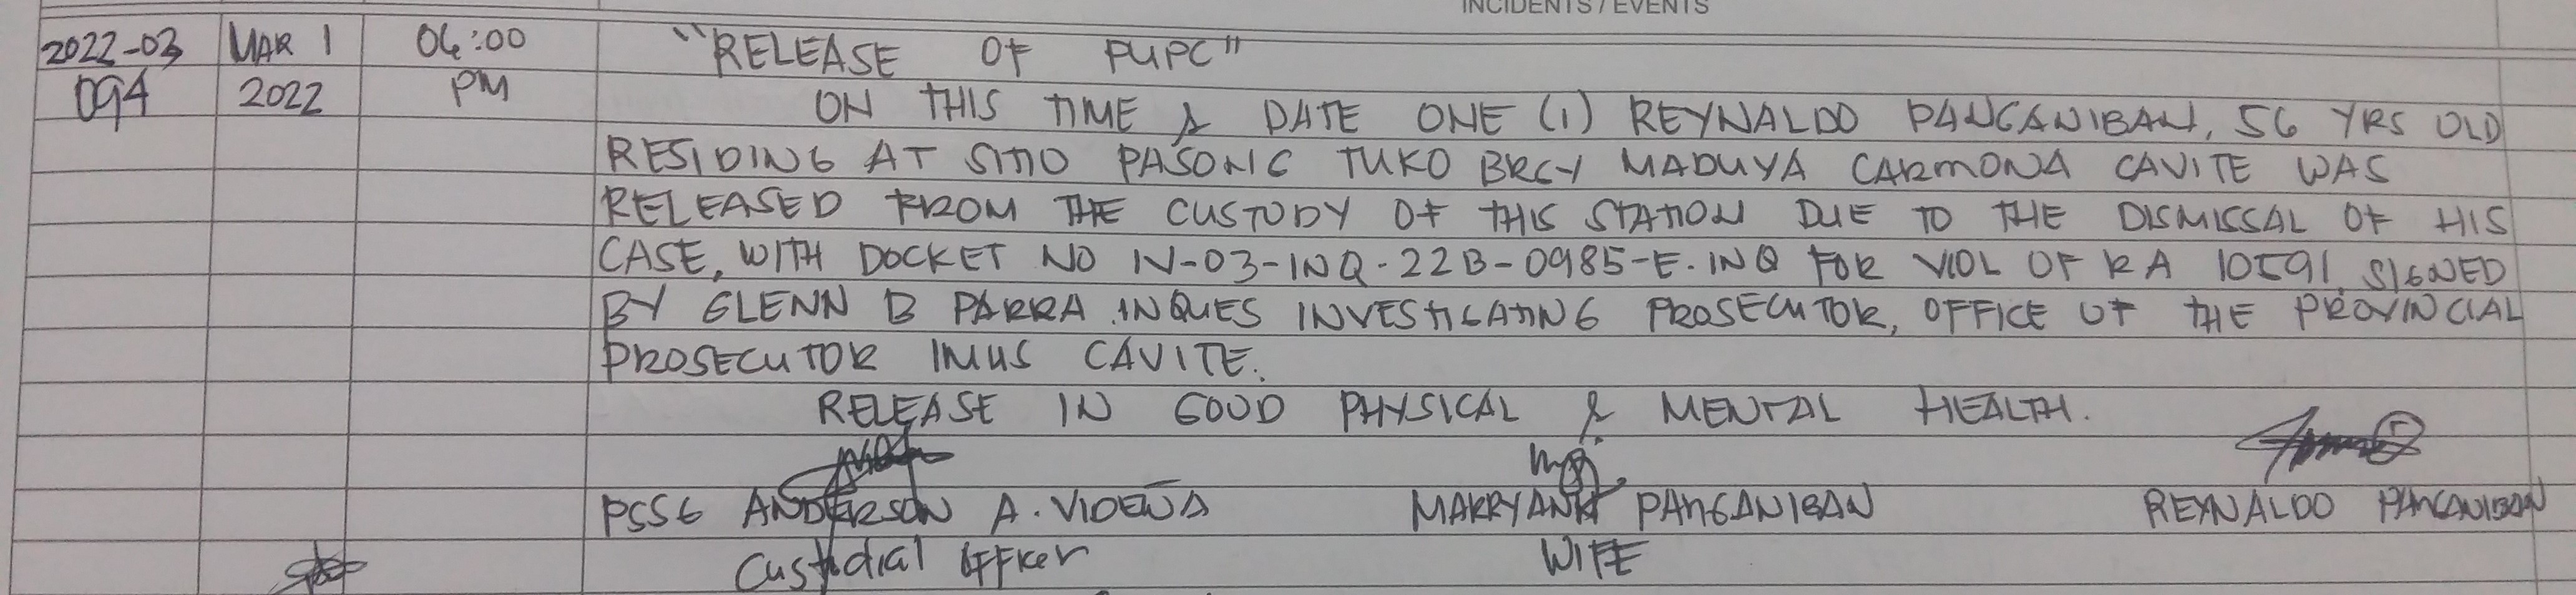 INCIDENTS / EVENTS
2022-03 MAR 1 06:00 "RELEASE OF PUPC"
094 2022 PM ON THIS TIME & DATE ONE (1) REYNALDO PANGANIBAN, 56 YRS OLD
RESIDING AT SITIO PASONG TUKO BRGY MADUYA CARMONA CAVITE WAS
RELEASED FROM THE CUSTODY OF THIS STATION DUE TO THE DISMISSAL OF HIS
CASE, WITH DOCKET NO IV-03-INQ-22B-0985-E.INQ FOR VIOL OF RA 10591, SIGNED
BY GLENN B PARRA INQUES INVESTIGATING PROSECUTOR, OFFICE OF THE PROVINCIAL
PROSECUTOR IMUS CAVITE.
RELEASE IN GOOD PHYSICAL & MENTAL HEALTH.
PSSG ANDERSON A. VIDEÑA MARRYANN PANGANIBAN REYNALDO PANGANIBAN
Custodial Officer WIFE